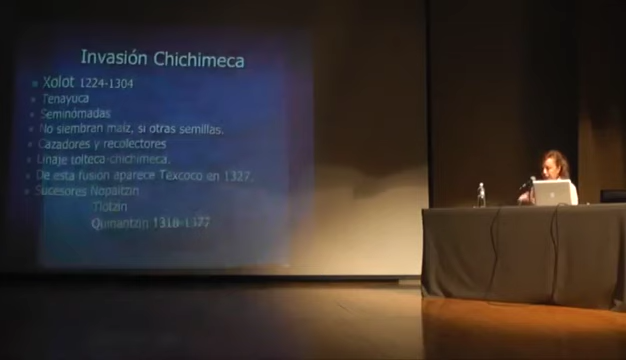 Invasión Chichimeca
Xolot 1224-1304
Tenayuca
Seminómadas
No siembran maíz, si otras semillas.
Cazadores y recolectores
Linaje tolteca-chichimeca.
De esta fusión aparece Texcoco en 1327.
Sucesores Nopaltzin
Tlotzin
Quinantzin 1318-1377